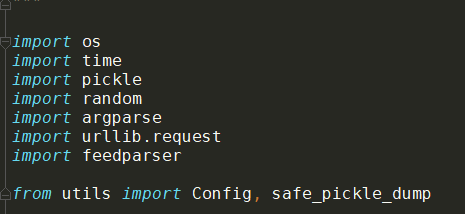 import os
import time
import pickle
import random
import argparse
import urllib.request
import feedparser
from utils import Config, safe_pickle_dump